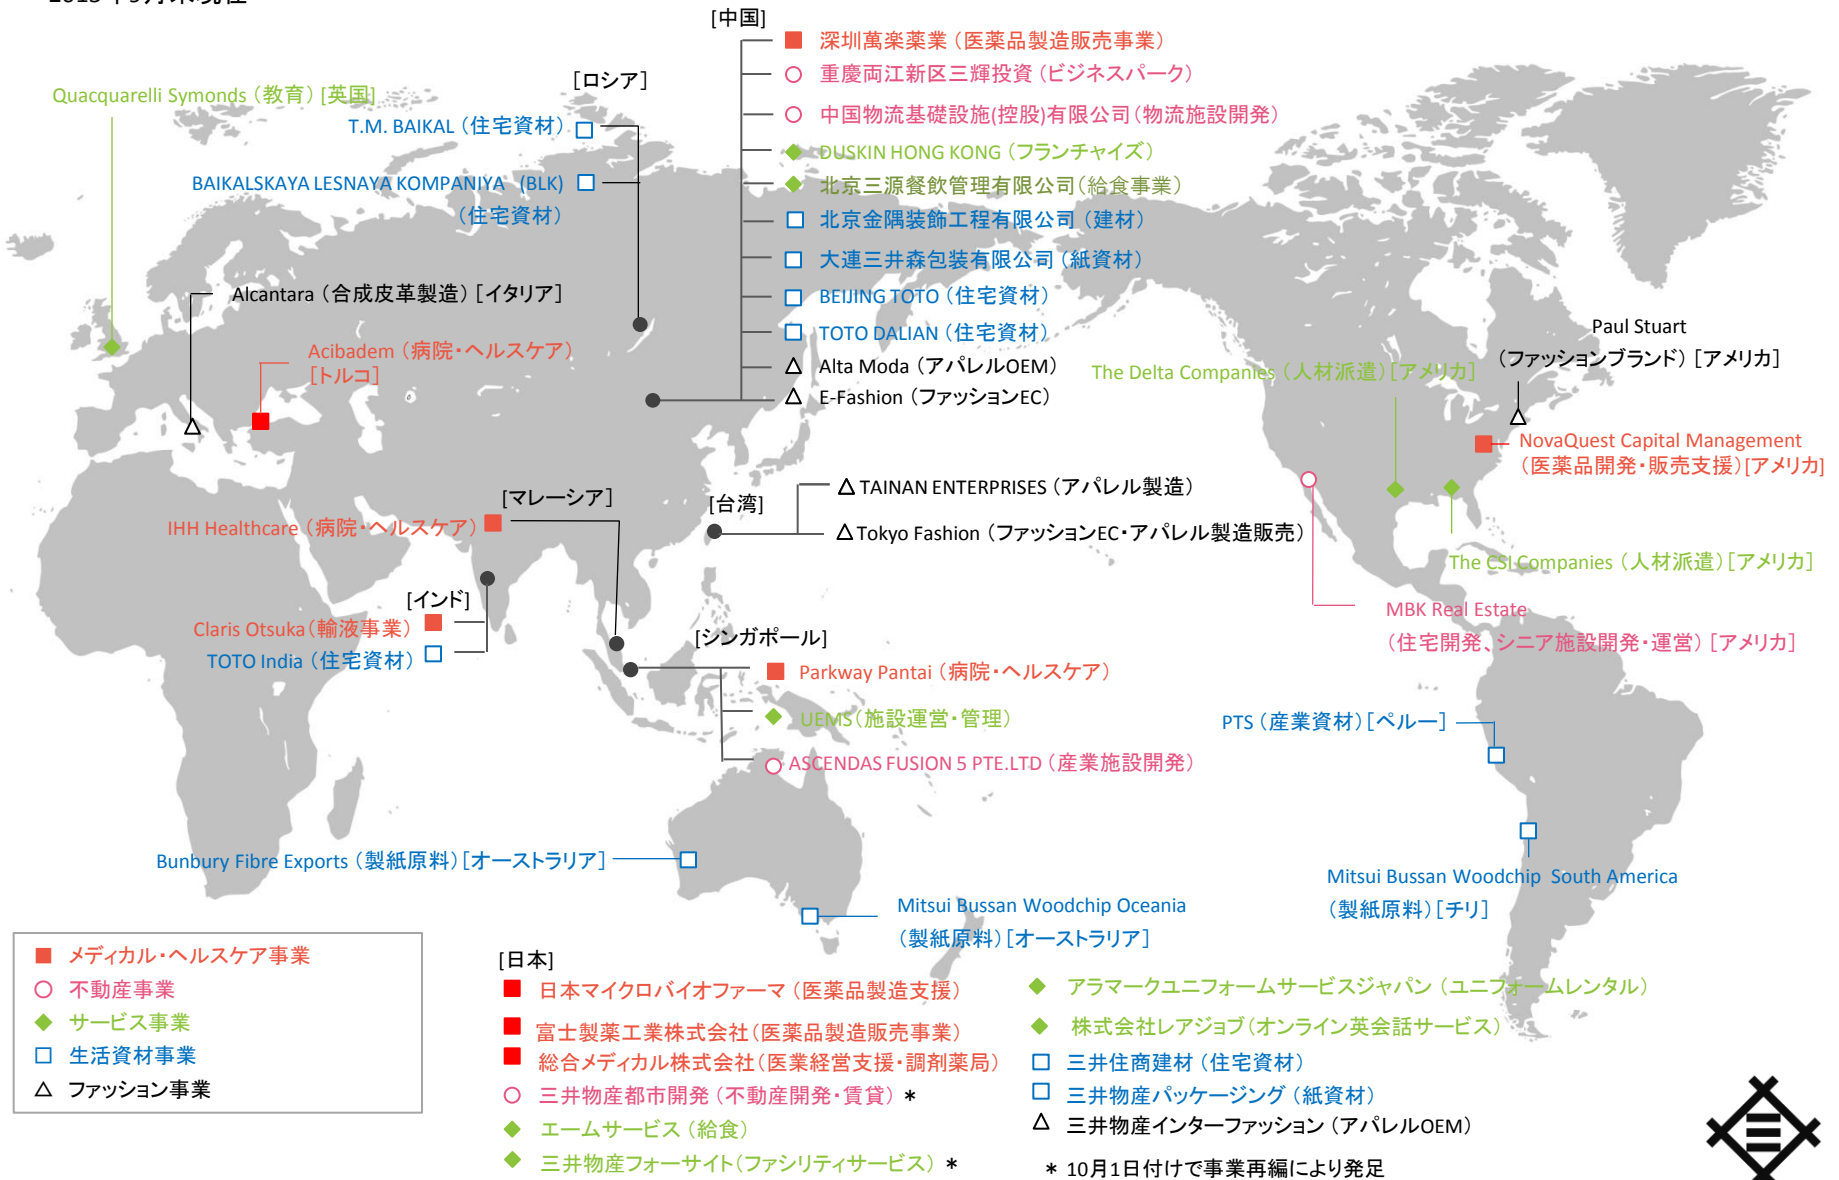 [中国]
深圳萬楽薬業（医薬品製造販売事業）
重慶両江新区三輝投資（ビジネスパーク）
中国物流基礎設施(控股)有限公司（物流施設開発）
DUSKIN HONG KONG（フランチャイズ）
北京三源餐飲管理有限公司（給食事業）
北京金隅装飾工程有限公司（建材）
大連三井森包装有限公司（紙資材）
BEIJING TOTO（住宅資材）
TOTO DALIAN（住宅資材）
Alta Moda（アパレルOEM）
E-Fashion（ファッションEC）
[ロシア]
T.M. BAIKAL（住宅資材）
BAIKALSKAYA LESNAYA KOMPANIYA (BLK)
（住宅資材）
Quacquarelli Symonds（教育）[英国]
Alcantara（合成皮革製造）[イタリア]
Acibadem（病院・ヘルスケア）
[トルコ]
Paul Stuart
（ファッションブランド）[アメリカ]
The Delta Companies（人材派遣）[アメリカ]
NovaQuest Capital Management
（医薬品開発・販売支援）[アメリカ]
The CSI Companies（人材派遣）[アメリカ]
MBK Real Estate
（住宅開発、シニア施設開発・運営）[アメリカ]
[マレーシア]
IHH Healthcare（病院・ヘルスケア）
[台湾]
TAINAN ENTERPRISES（アパレル製造）
Tokyo Fashion（ファッションEC・アパレル製造販売）
[インド]
Claris Otsuka（輸液事業）
TOTO India（住宅資材）
[シンガポール]
Parkway Pantai（病院・ヘルスケア）
UEMS（施設運営・管理）
ASCENDAS FUSION 5 PTE.LTD（産業施設開発）
PTS（産業資材）[ペルー]
Bunbury Fibre Exports（製紙原料）[オーストラリア]
Mitsui Bussan Woodchip Oceania
（製紙原料）[オーストラリア]
Mitsui Bussan Woodchip South America
（製紙原料）[チリ]
メディカル・ヘルスケア事業
不動産事業
サービス事業
生活資材事業
ファッション事業
[日本]
日本マイクロバイオファーマ（医薬品製造支援）
富士製薬工業株式会社（医薬品製造販売事業）
総合メディカル株式会社（医業経営支援・調剤薬局）
三井物産都市開発（不動産開発・賃貸）＊
エームサービス（給食）
三井物産フォーサイト（ファシリティサービス）＊
アラマークユニフォームサービスジャパン（ユニフォームレンタル）
株式会社レアジョブ（オンライン英会話サービス）
三井住商建材（住宅資材）
三井物産パッケージング（紙資材）
三井物産インターファッション（アパレルOEM）
＊ 10月1日付けで事業再編により発足